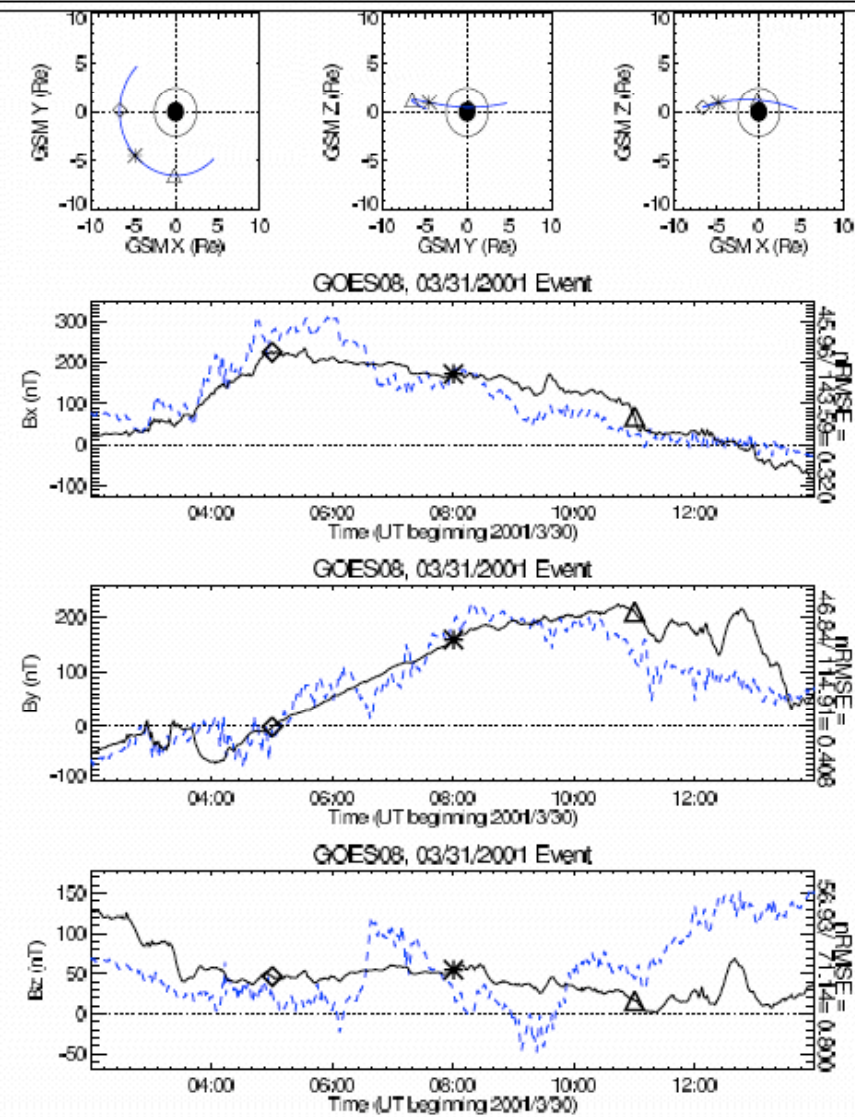 10
5
0
-5
-10
GSM Y (Re)
-10 -5 0 5 10
GSM X (Re)
10
5
0
-5
-10
GSM Z (Re)
-10 -5 0 5 10
GSM Y (Re)
10
5
0
-5
-10
GSM Z (Re)
-10 -5 0 5 10
GSM X (Re)
GOES08, 03/31/2001 Event
300
200
100
0
-100
Bx (nT)
04:00 06:00 08:00 10:00 12:00
Time (UT beginning 2001/3/30)
nRMSE =
45.96/143.59= 0.320
GOES08, 03/31/2001 Event
200
100
0
-100
By (nT)
04:00 06:00 08:00 10:00 12:00
Time (UT beginning 2001/3/30)
nRMSE =
46.84/114.91= 0.408
GOES08, 03/31/2001 Event
150
100
50
0
-50
Bz (nT)
04:00 06:00 08:00 10:00 12:00
Time (UT beginning 2001/3/30)
nRMSE =
56.93/ 71.14= 0.800